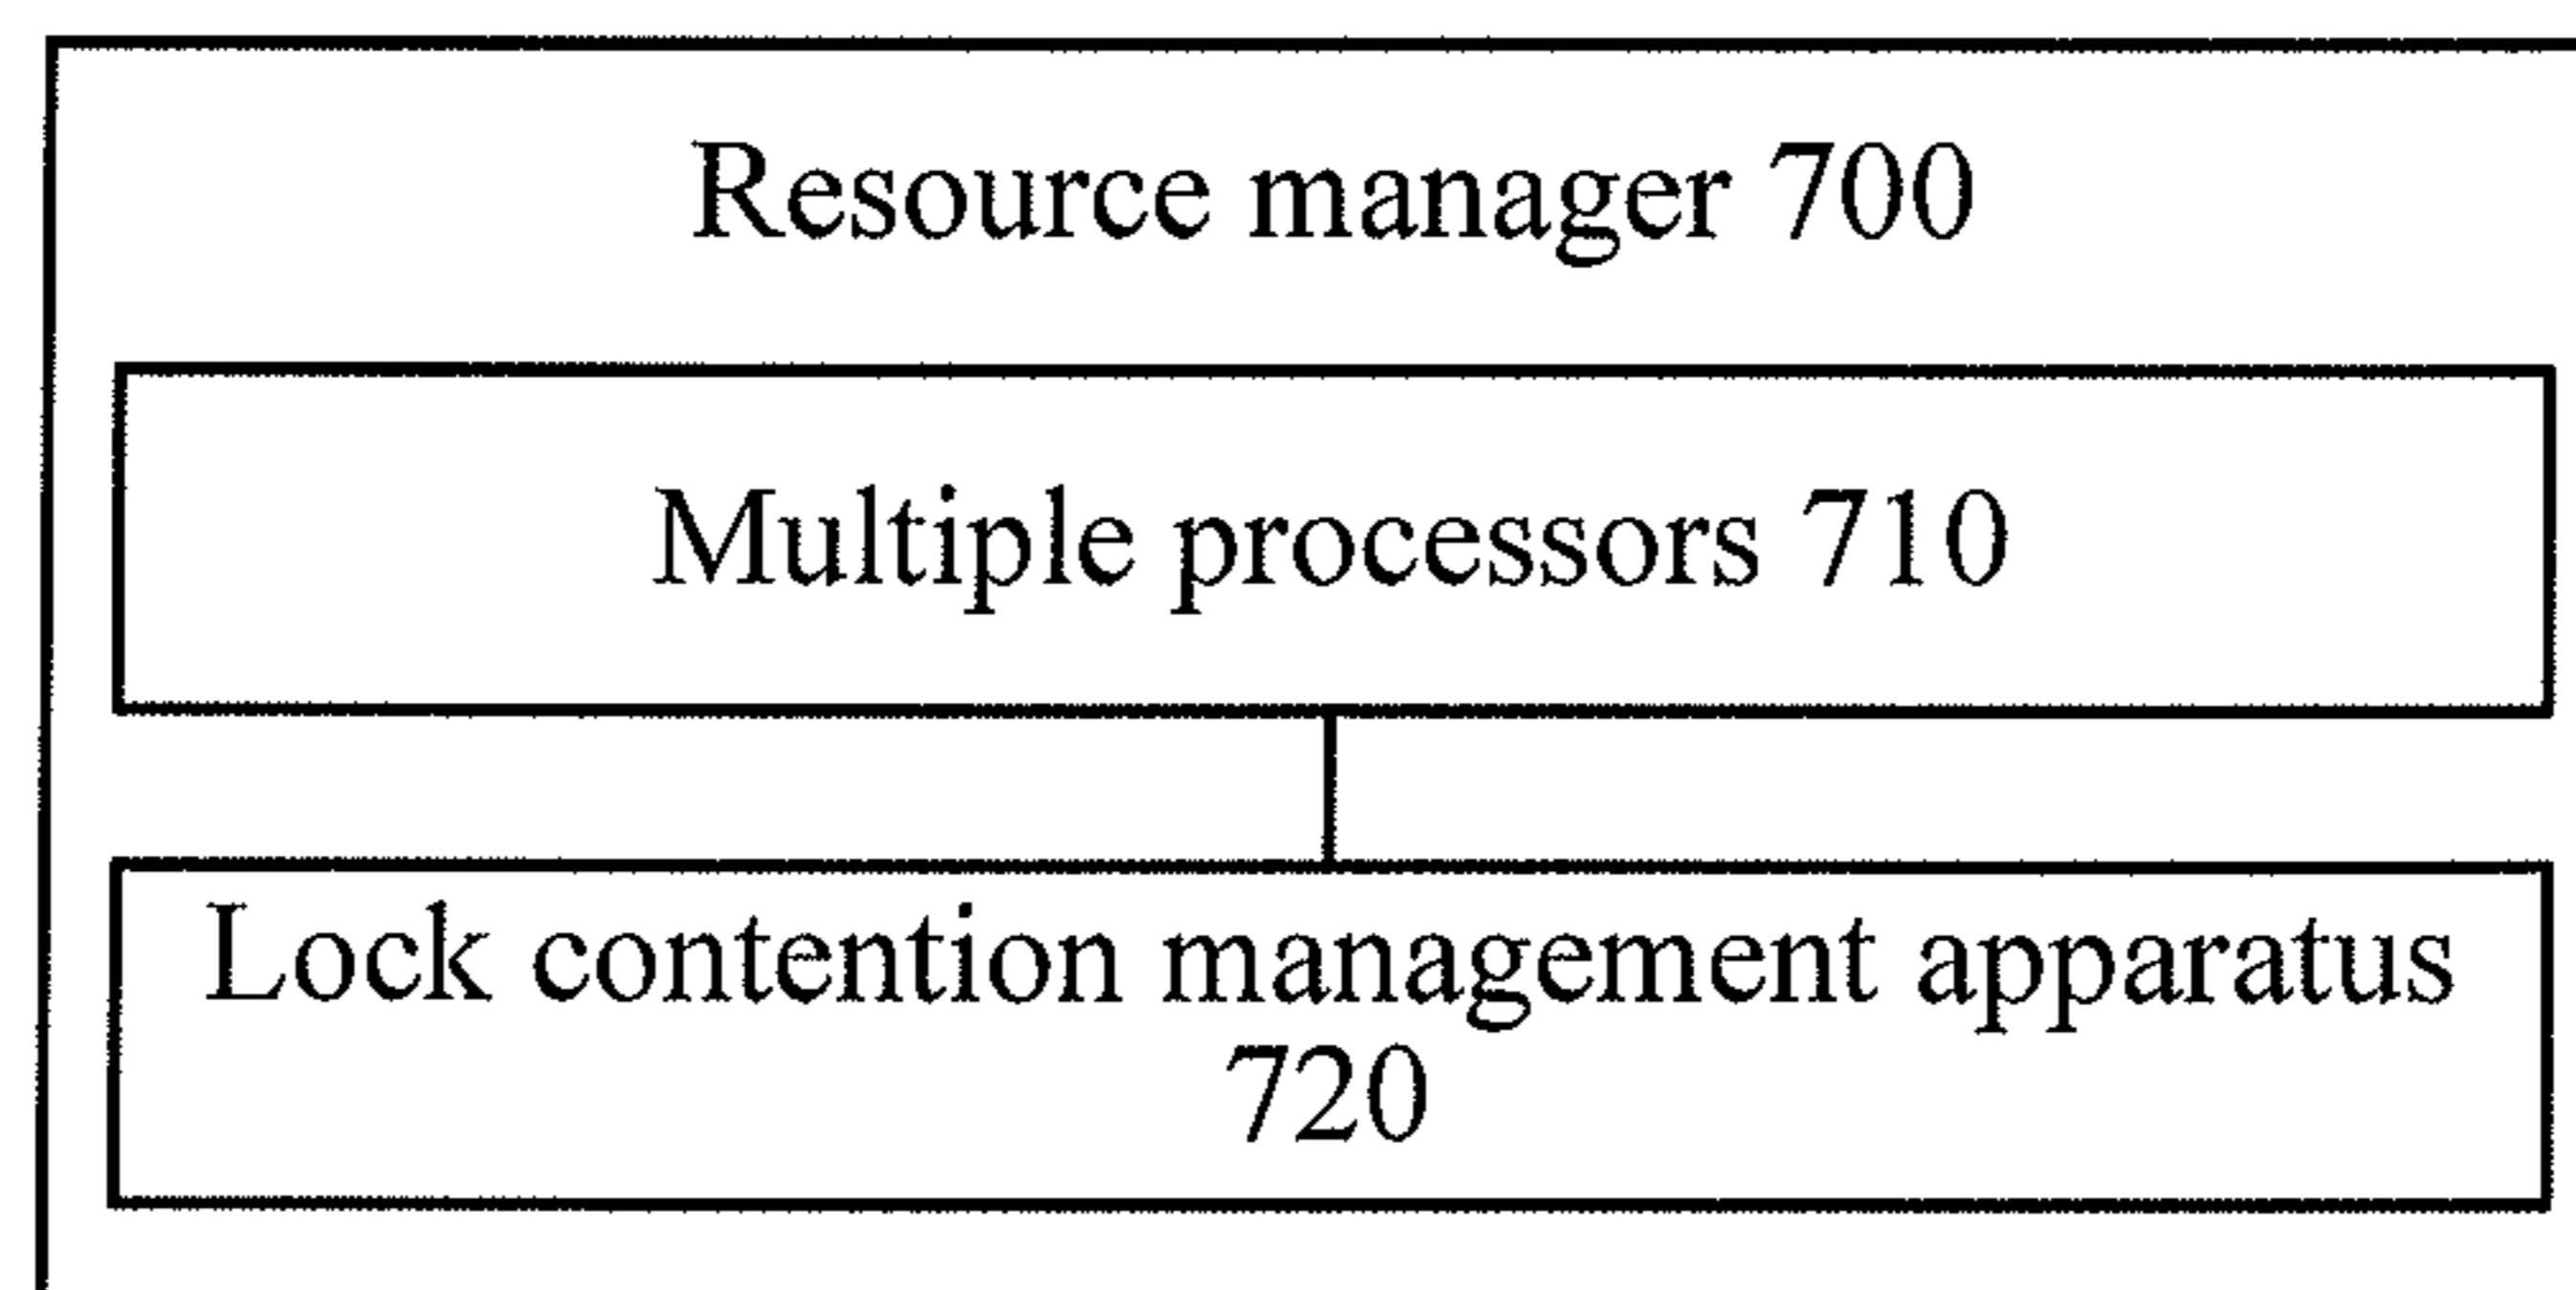 Resource manager 700
Multiple processors 710
Lock contention management apparatus
720